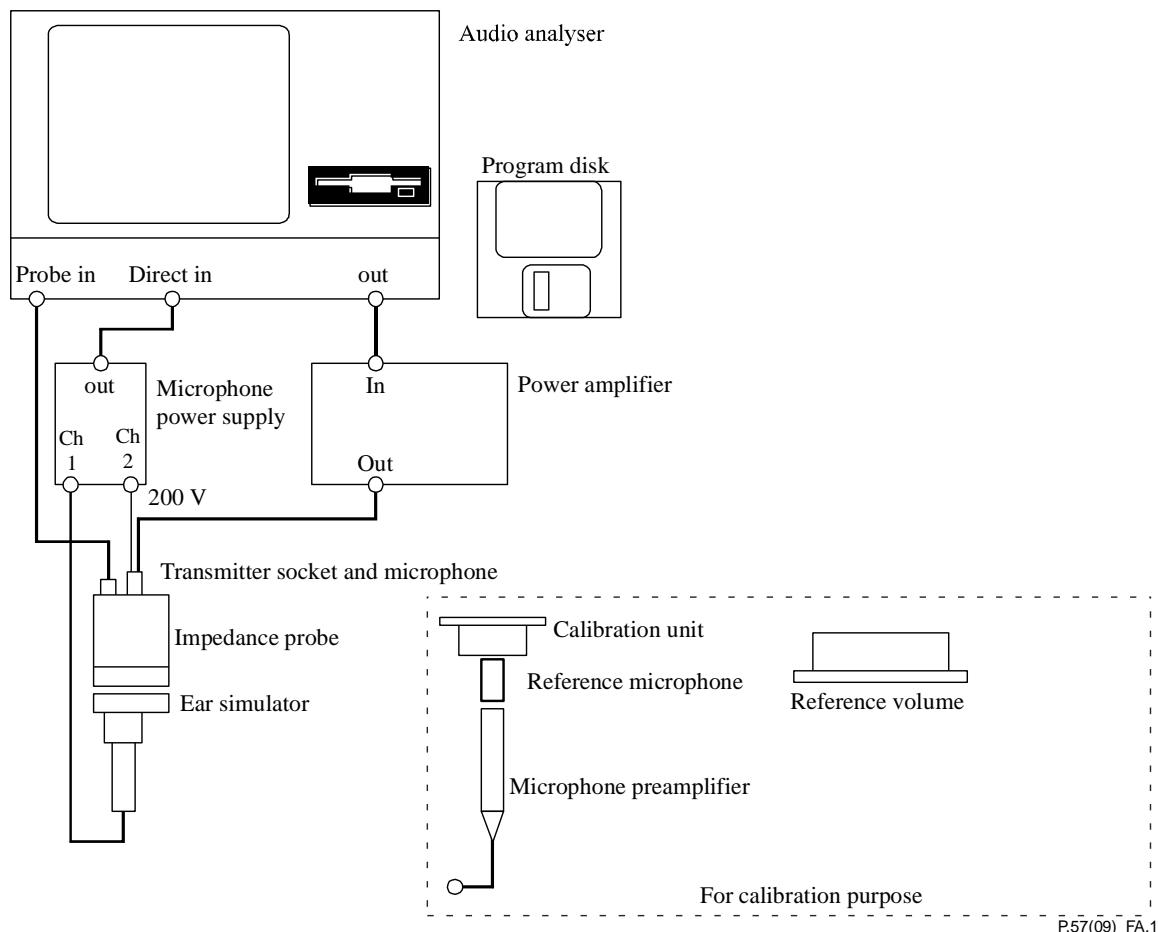 Audio analyser
Program disk
Probe in
Direct in
out
out
Microphone
power supply
Ch
1
Ch
2
200 V
In
Out
Power amplifier
Transmitter socket and microphone
Impedance probe
Ear simulator
Calibration unit
Reference microphone
Reference volume
Microphone preamplifier
For calibration purpose
P.57(09)_FA.1